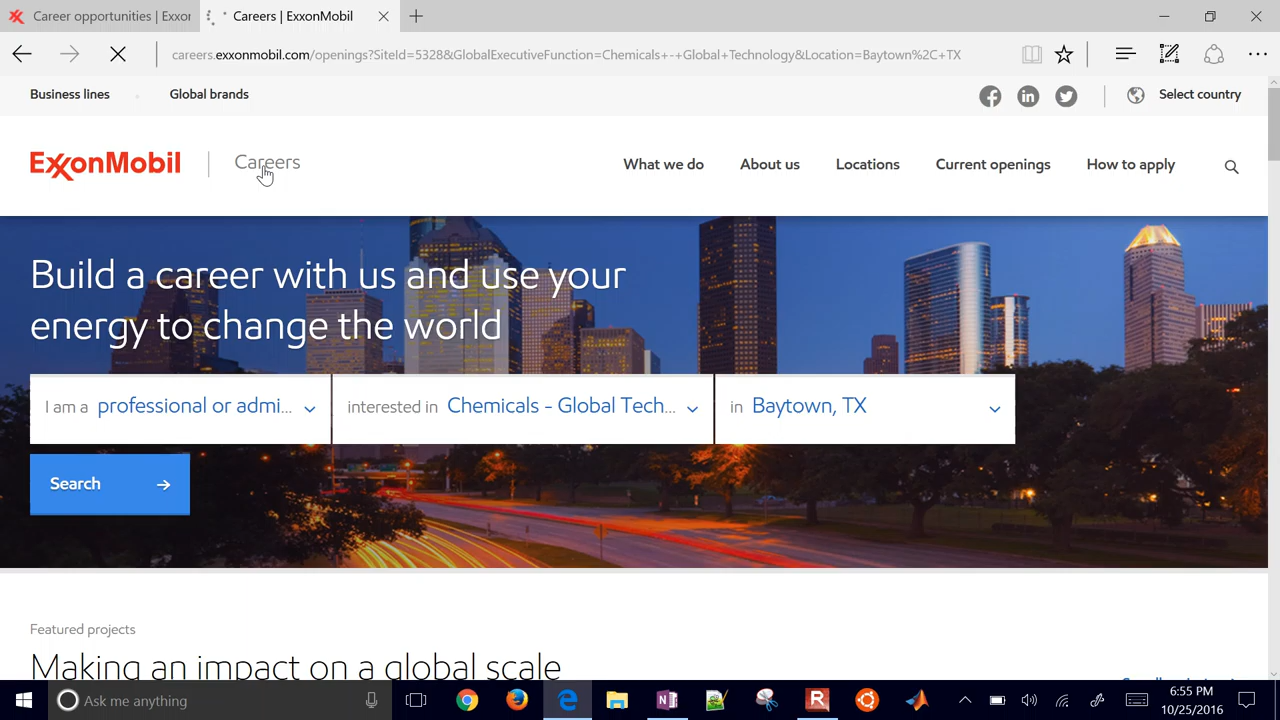 Career opportunities | Exxon
Careers | ExxonMobil
careers.exxonmobil.com/openings?SiteId=5328&GlobalExecutiveFunction=Chemicals+-+Global+Technology&Location=Baytown%2C+TX
Business lines
Global brands
Select country
ExxonMobil
Careers
What we do
About us
Locations
Current openings
How to apply
Build a career with us and use your
energy to change the world
I am a professional or admi...
interested in Chemicals - Global Tech...
in Baytown, TX
Search
Featured projects
Making an impact on a global scale
Ask me anything
6:55 PM
10/25/2016